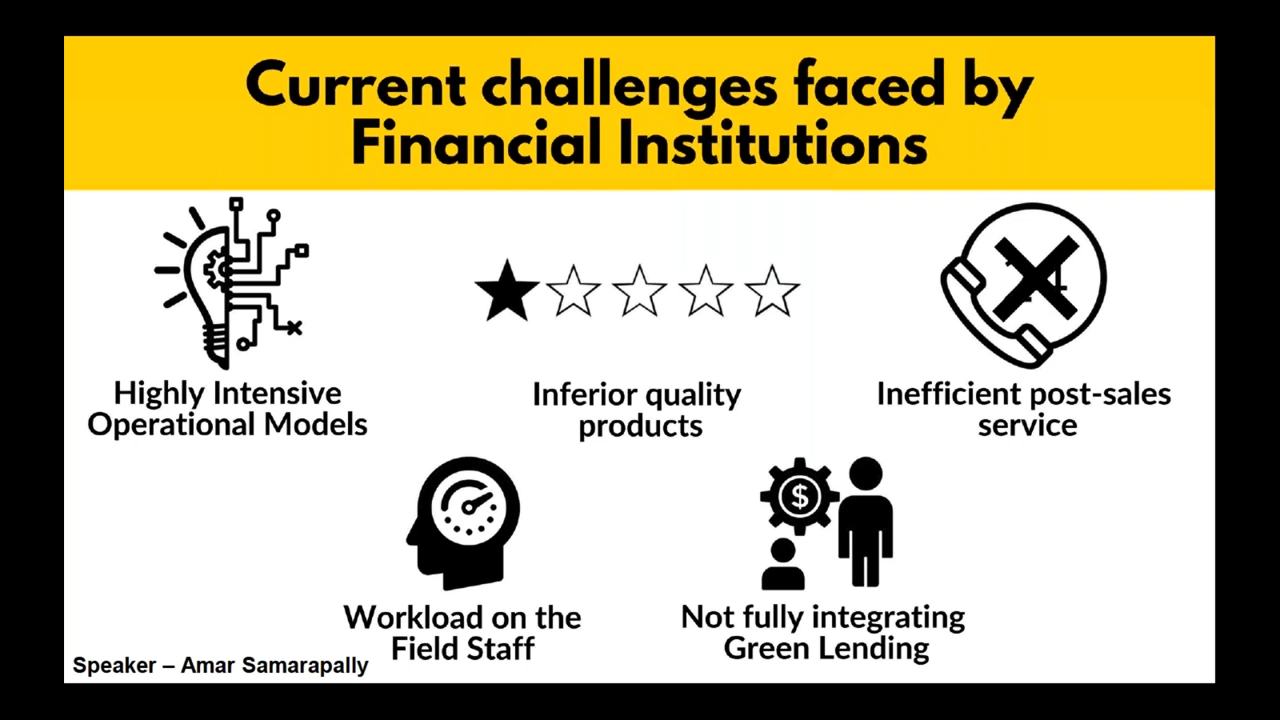 Current challenges faced by
Financial Institutions
Highly Intensive
Operational Models
Inferior quality
products
Inefficient post-sales
service
$
Workload on the
Field Staff
Not fully integrating
Green Lending
Speaker – Amar Samarapally